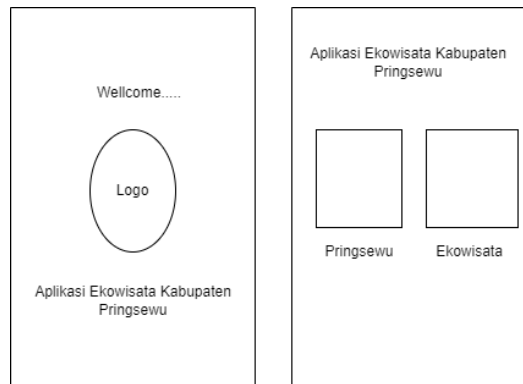 Wellcome.....
Logo
Aplikasi Ekowisata Kabupaten
Pringsewu
Aplikasi Ekowisata Kabupaten
Pringsewu
Pringsewu
Ekowisata